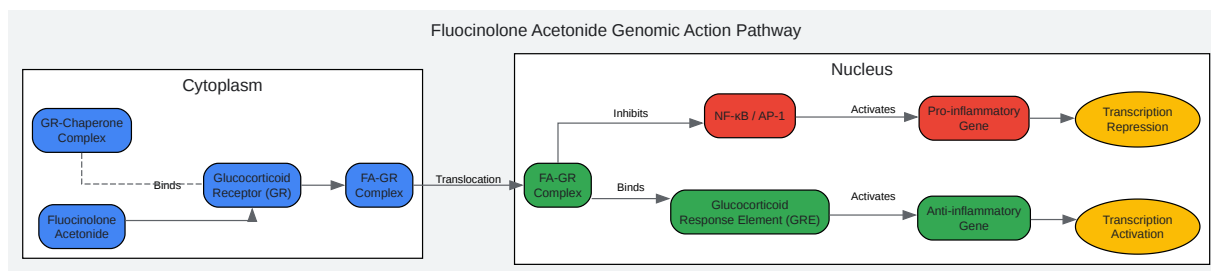 Fluocinolone Acetonide Genomic Action Pathway
Cytoplasm
GR-Chaperone
Complex
Binds
Fluocinolone
Acetonide
Glucocorticoid
Receptor (GR)
FA-GR
Complex
Translocation
Nucleus
FA-GR
Complex
Inhibits
NF-κB / AP-1
Activates
Pro-inflammatory
Gene
Transcription
Repression
Binds
Glucocorticoid
Response Element (GRE)
Activates
Anti-inflammatory
Gene
Transcription
Activation